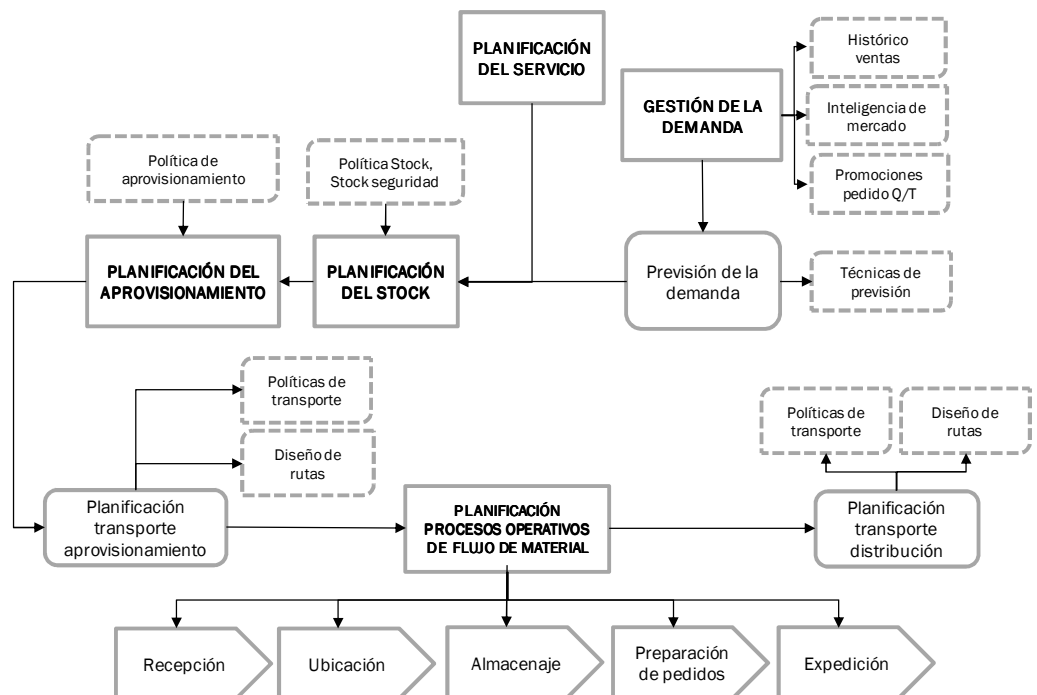 PLANIFICACIÓN
DEL SERVICIO
GESTIÓN DE LA
DEMANDA
Histórico
ventas
Inteligencia de
mercado
Promociones
pedido Q/T
Política de
aprovisionamiento
Política Stock,
Stock seguridad
PLANIFICACIÓN DEL
APROVISIONAMIENTO
PLANIFICACIÓN
DEL STOCK
Previsión de la
demanda
Técnicas de
previsión
Políticas de
transporte
Diseño de
rutas
Políticas de
transporte
Diseño de
rutas
Planificación
transporte
aprovisionamiento
PLANIFICACIÓN
PROCESOS OPERATIVOS
DE FLUJO DE MATERIAL
Planificación
transporte
distribución
Recepción
Ubicación
Almacenaje
Preparación
de pedidos
Expedición